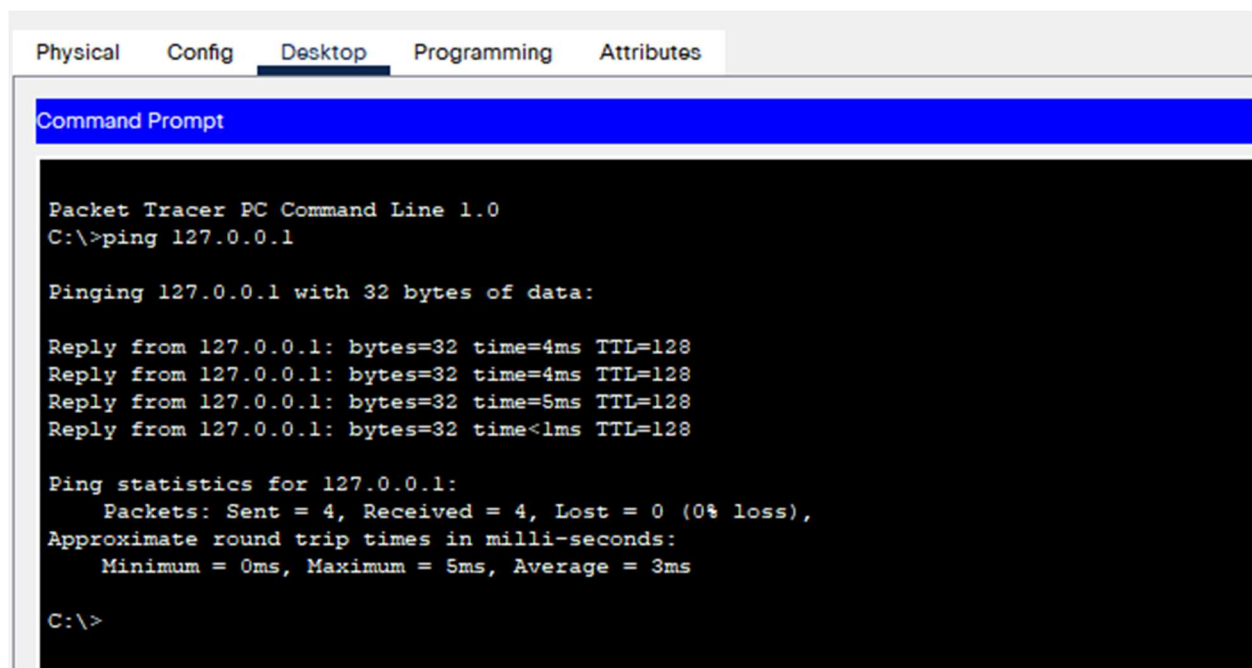 Physical Config Desktop Programming Attributes
Command Prompt
Packet Tracer PC Command Line 1.0
C:\>ping 127.0.0.1
Pinging 127.0.0.1 with 32 bytes of data:
Reply from 127.0.0.1: bytes=32 time=4ms TTL=128
Reply from 127.0.0.1: bytes=32 time=4ms TTL=128
Reply from 127.0.0.1: bytes=32 time=5ms TTL=128
Reply from 127.0.0.1: bytes=32 time<1ms TTL=128
Ping statistics for 127.0.0.1:
Packets: Sent = 4, Received = 4, Lost = 0 (0% loss),
Approximate round trip times in milli-seconds:
Minimum = 0ms, Maximum = 5ms, Average = 3ms
C:\>